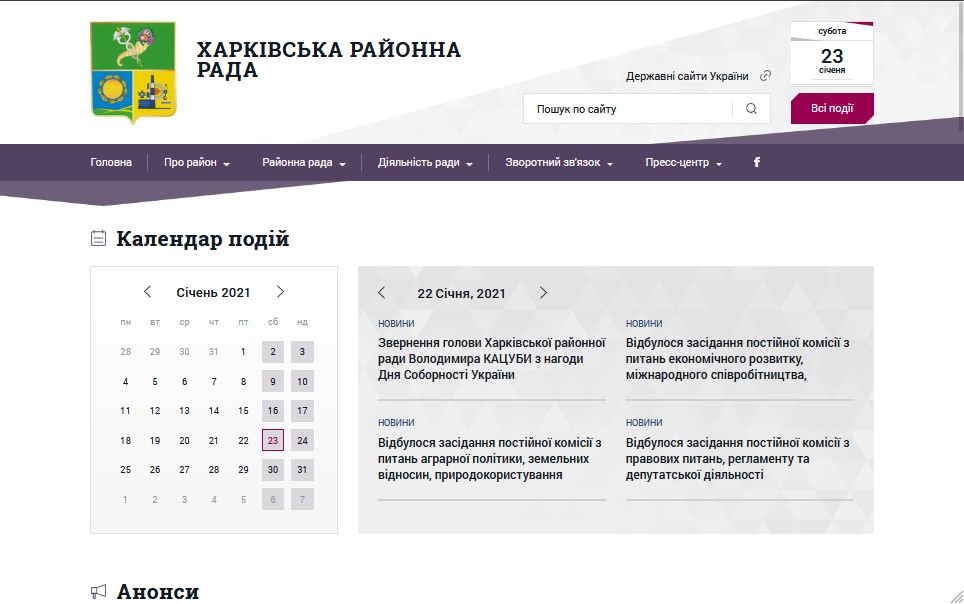 ХАРКІВСЬКА РАЙОННА
РАДА
Державні сайти України
Пошук по сайту
субота
23
січеня
Всі події
Головна
Про район
Районна рада
Діяльність ради
Зворотний зв'язок
Пресс-центр
f
Календар подій
Січень 2021
пн вт ср чт пт сб нд
28 29 30 31 1 2 3
4 5 6 7 8 9 10
11 12 13 14 15 16 17
18 19 20 21 22 23 24
25 26 27 28 29 30 31
1 2 3 4 5 6 7
22 Січня, 2021
НОВИНИ
Звернення голови Харківської районної
ради Володимира КАЦУБИ з нагоди
Дня Соборності України
НОВИНИ
Відбулося засідання постійної комісії з
питань економічного розвитку,
міжнародного співробітництва,
НОВИНИ
Відбулося засідання постійної комісії з
питань аграрної політики, земельних
відносин, природокористування
НОВИНИ
Відбулося засідання постійної комісії з
правових питань, регламенту та
депутатської діяльності
Анонси